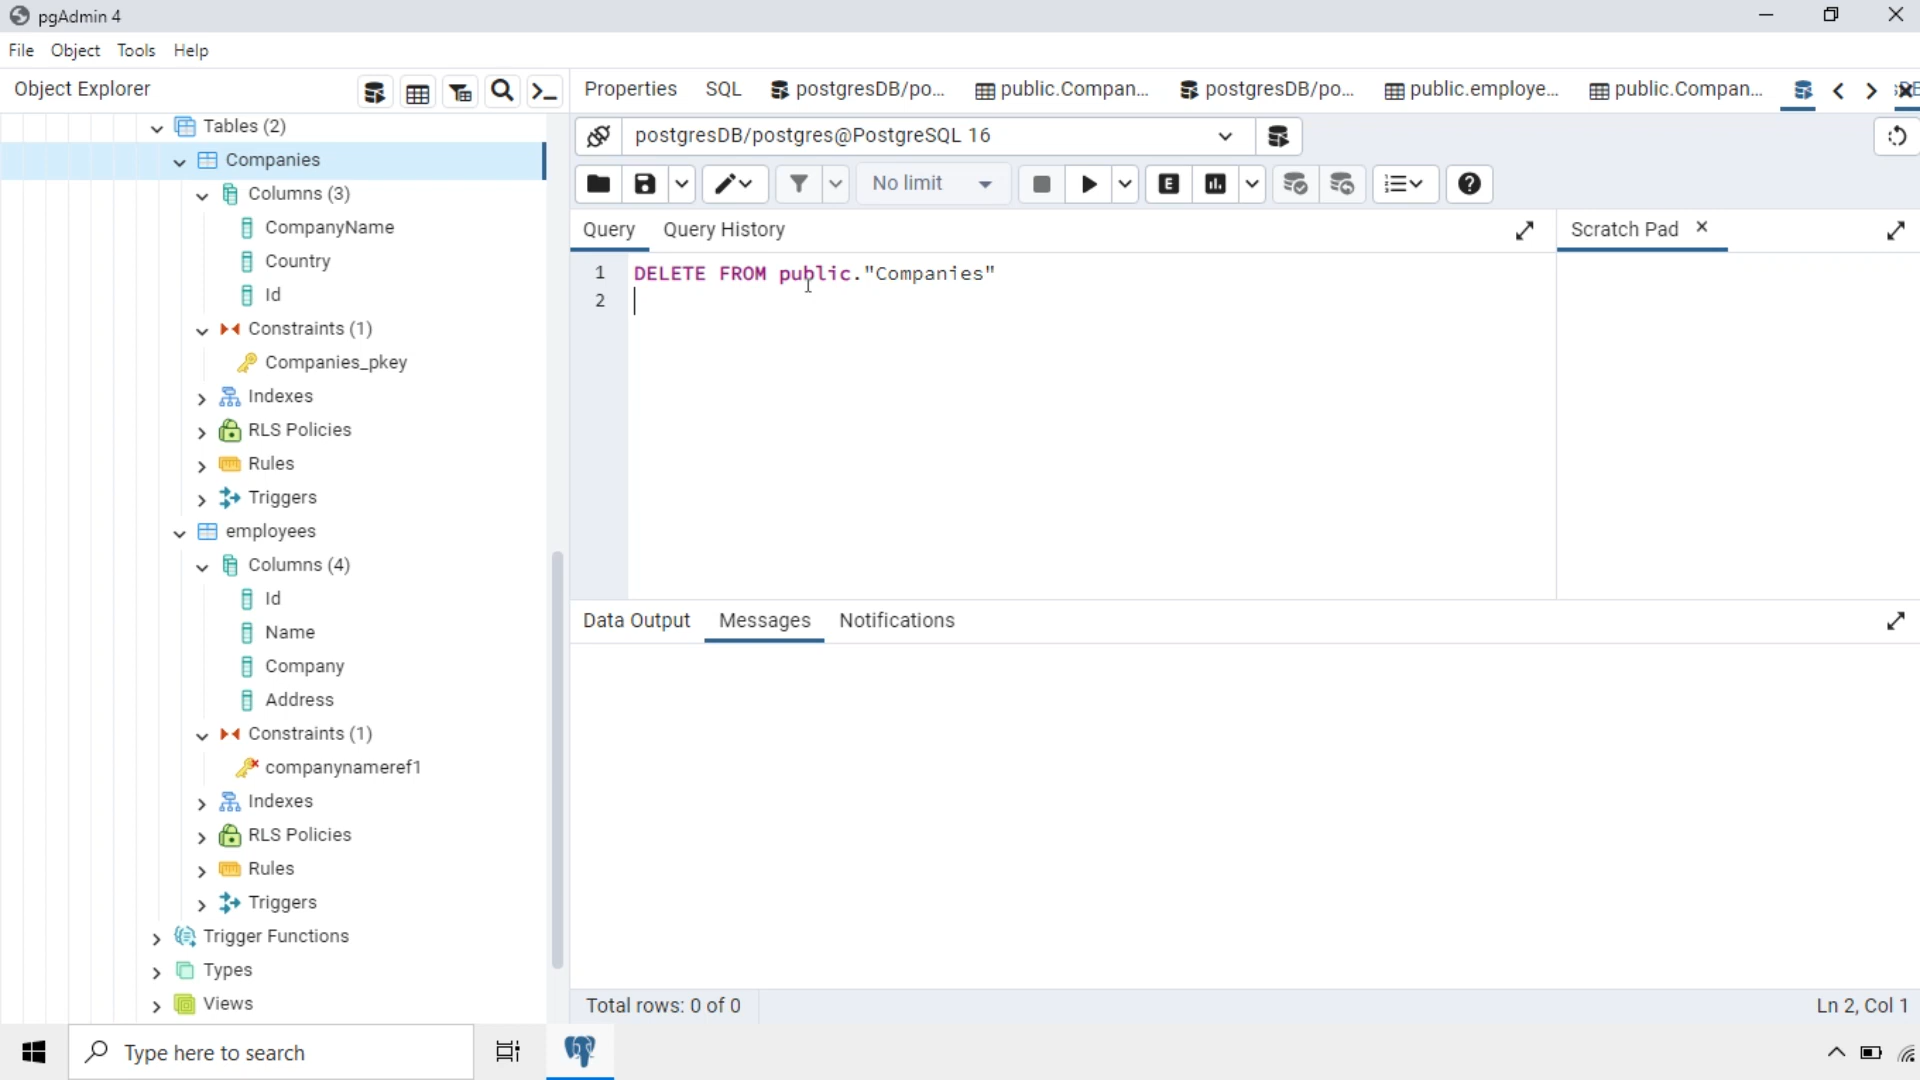 pgAdmin 4
File Object Tools Help
Object Explorer
Properties SQL postgresDB/po... public.Compan... postgresDB/po... public.employe... public.Compan...
Tables (2)
Companies
Columns (3)
CompanyName
Country
Id
Constraints (1)
Companies_pkey
Indexes
RLS Policies
Rules
Triggers
employees
Columns (4)
Id
Name
Company
Address
Constraints (1)
companynameref1
Indexes
RLS Policies
Rules
Triggers
Trigger Functions
Types
Views
postgresDB/postgres@PostgreSQL 16
No limit
E
Query Query History
Scratch Pad
1 DELETE FROM public."Companies"
2
Data Output Messages Notifications
Total rows: 0 of 0
Ln 2, Col 1
Type here to search